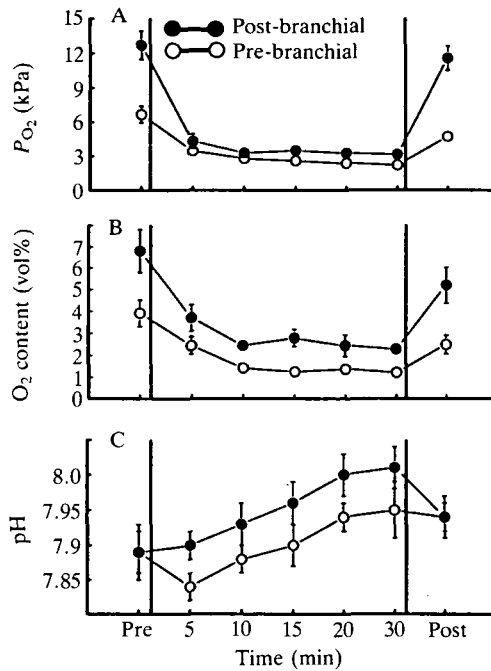 A
Post-branchial
Pre-branchial
15
12
9
6
3
0
P_O₂ (kPa)
B
7
6
5
4
3
2
1
0
O₂ content (vol%)
C
8.0
7.95
7.9
7.85
pH
Pre 5 10 15 20 30 Post
Time (min)